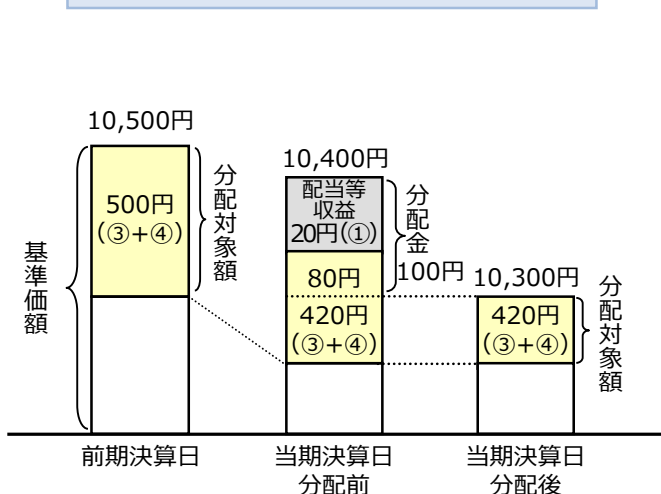 10,500円
500円
(③+④)
分配対象額
基準価額
前期決算日
10,400円
配当等
収益
20円(①)
80円
420円
(③+④)
分配金
100円
当期決算日
分配前
10,300円
420円
(③+④)
分配対象額
当期決算日
分配後